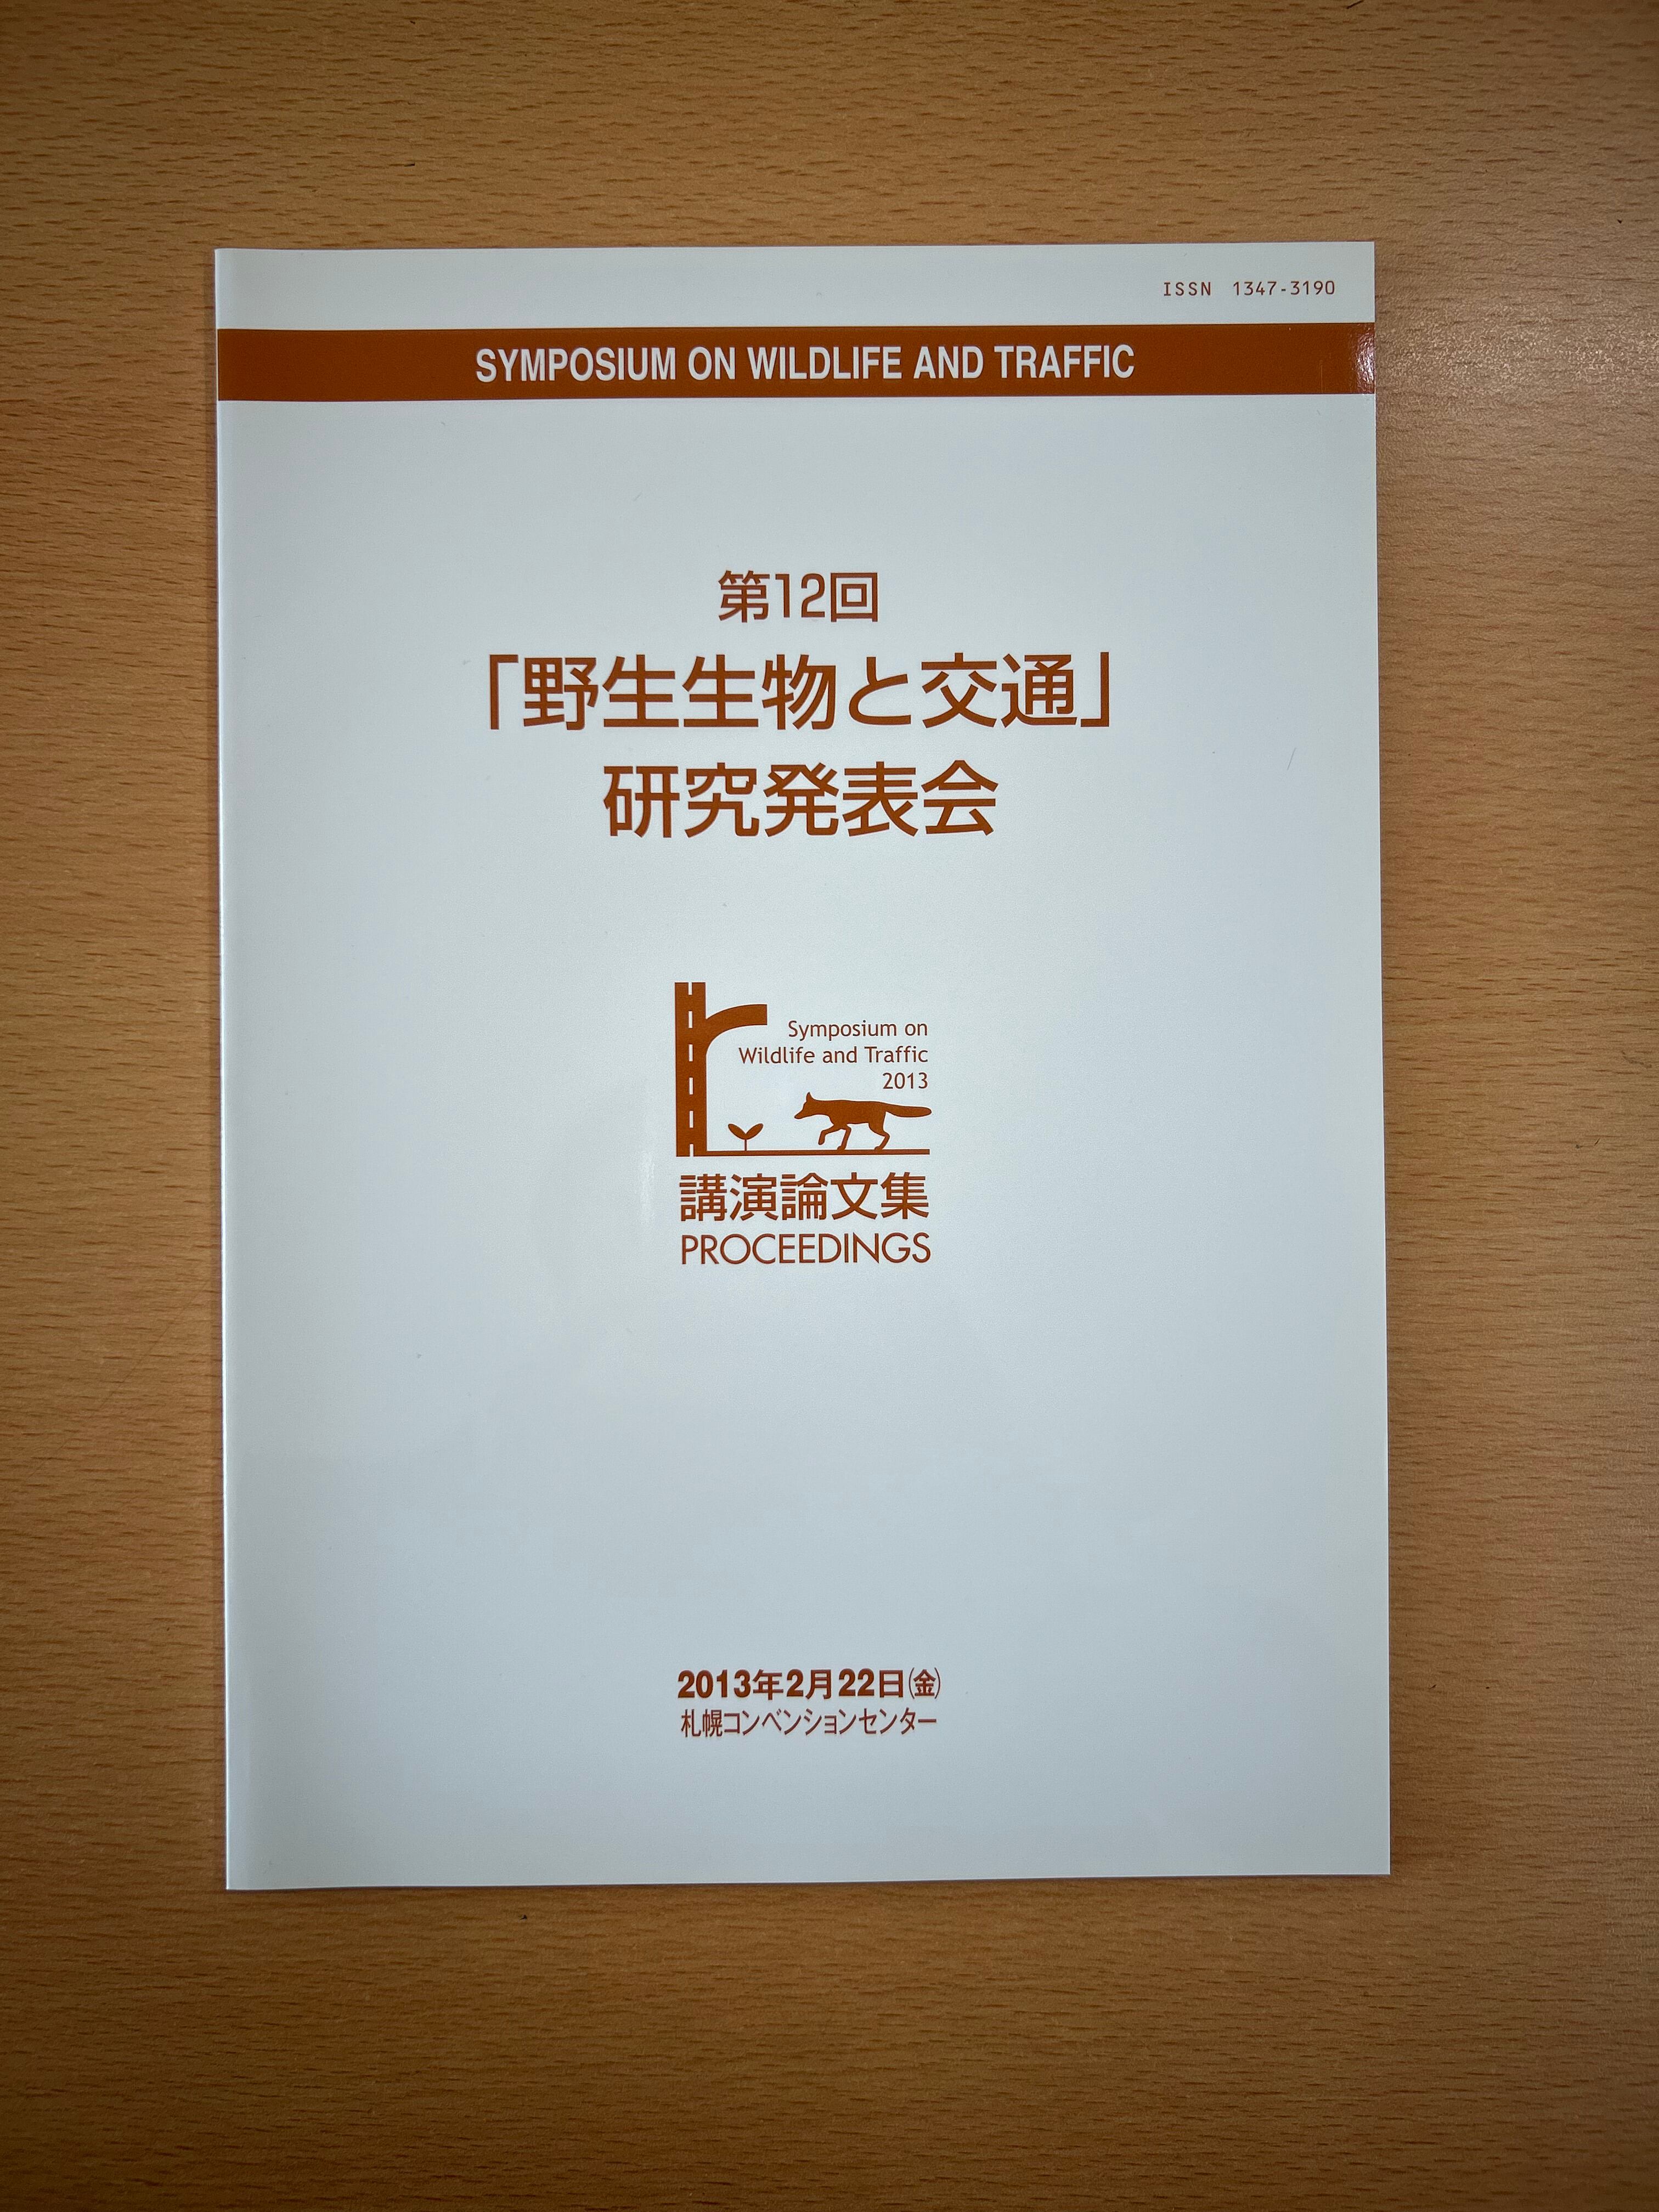 ISSN 1347-3190
SYMPOSIUM ON WILDLIFE AND TRAFFIC
第12回
「野生生物と交通」
研究発表会
Symposium on
Wildlife and Traffic
2013
講演論文集
PROCEEDINGS
2013年2月22日(金)
札幌コンベンションセンター